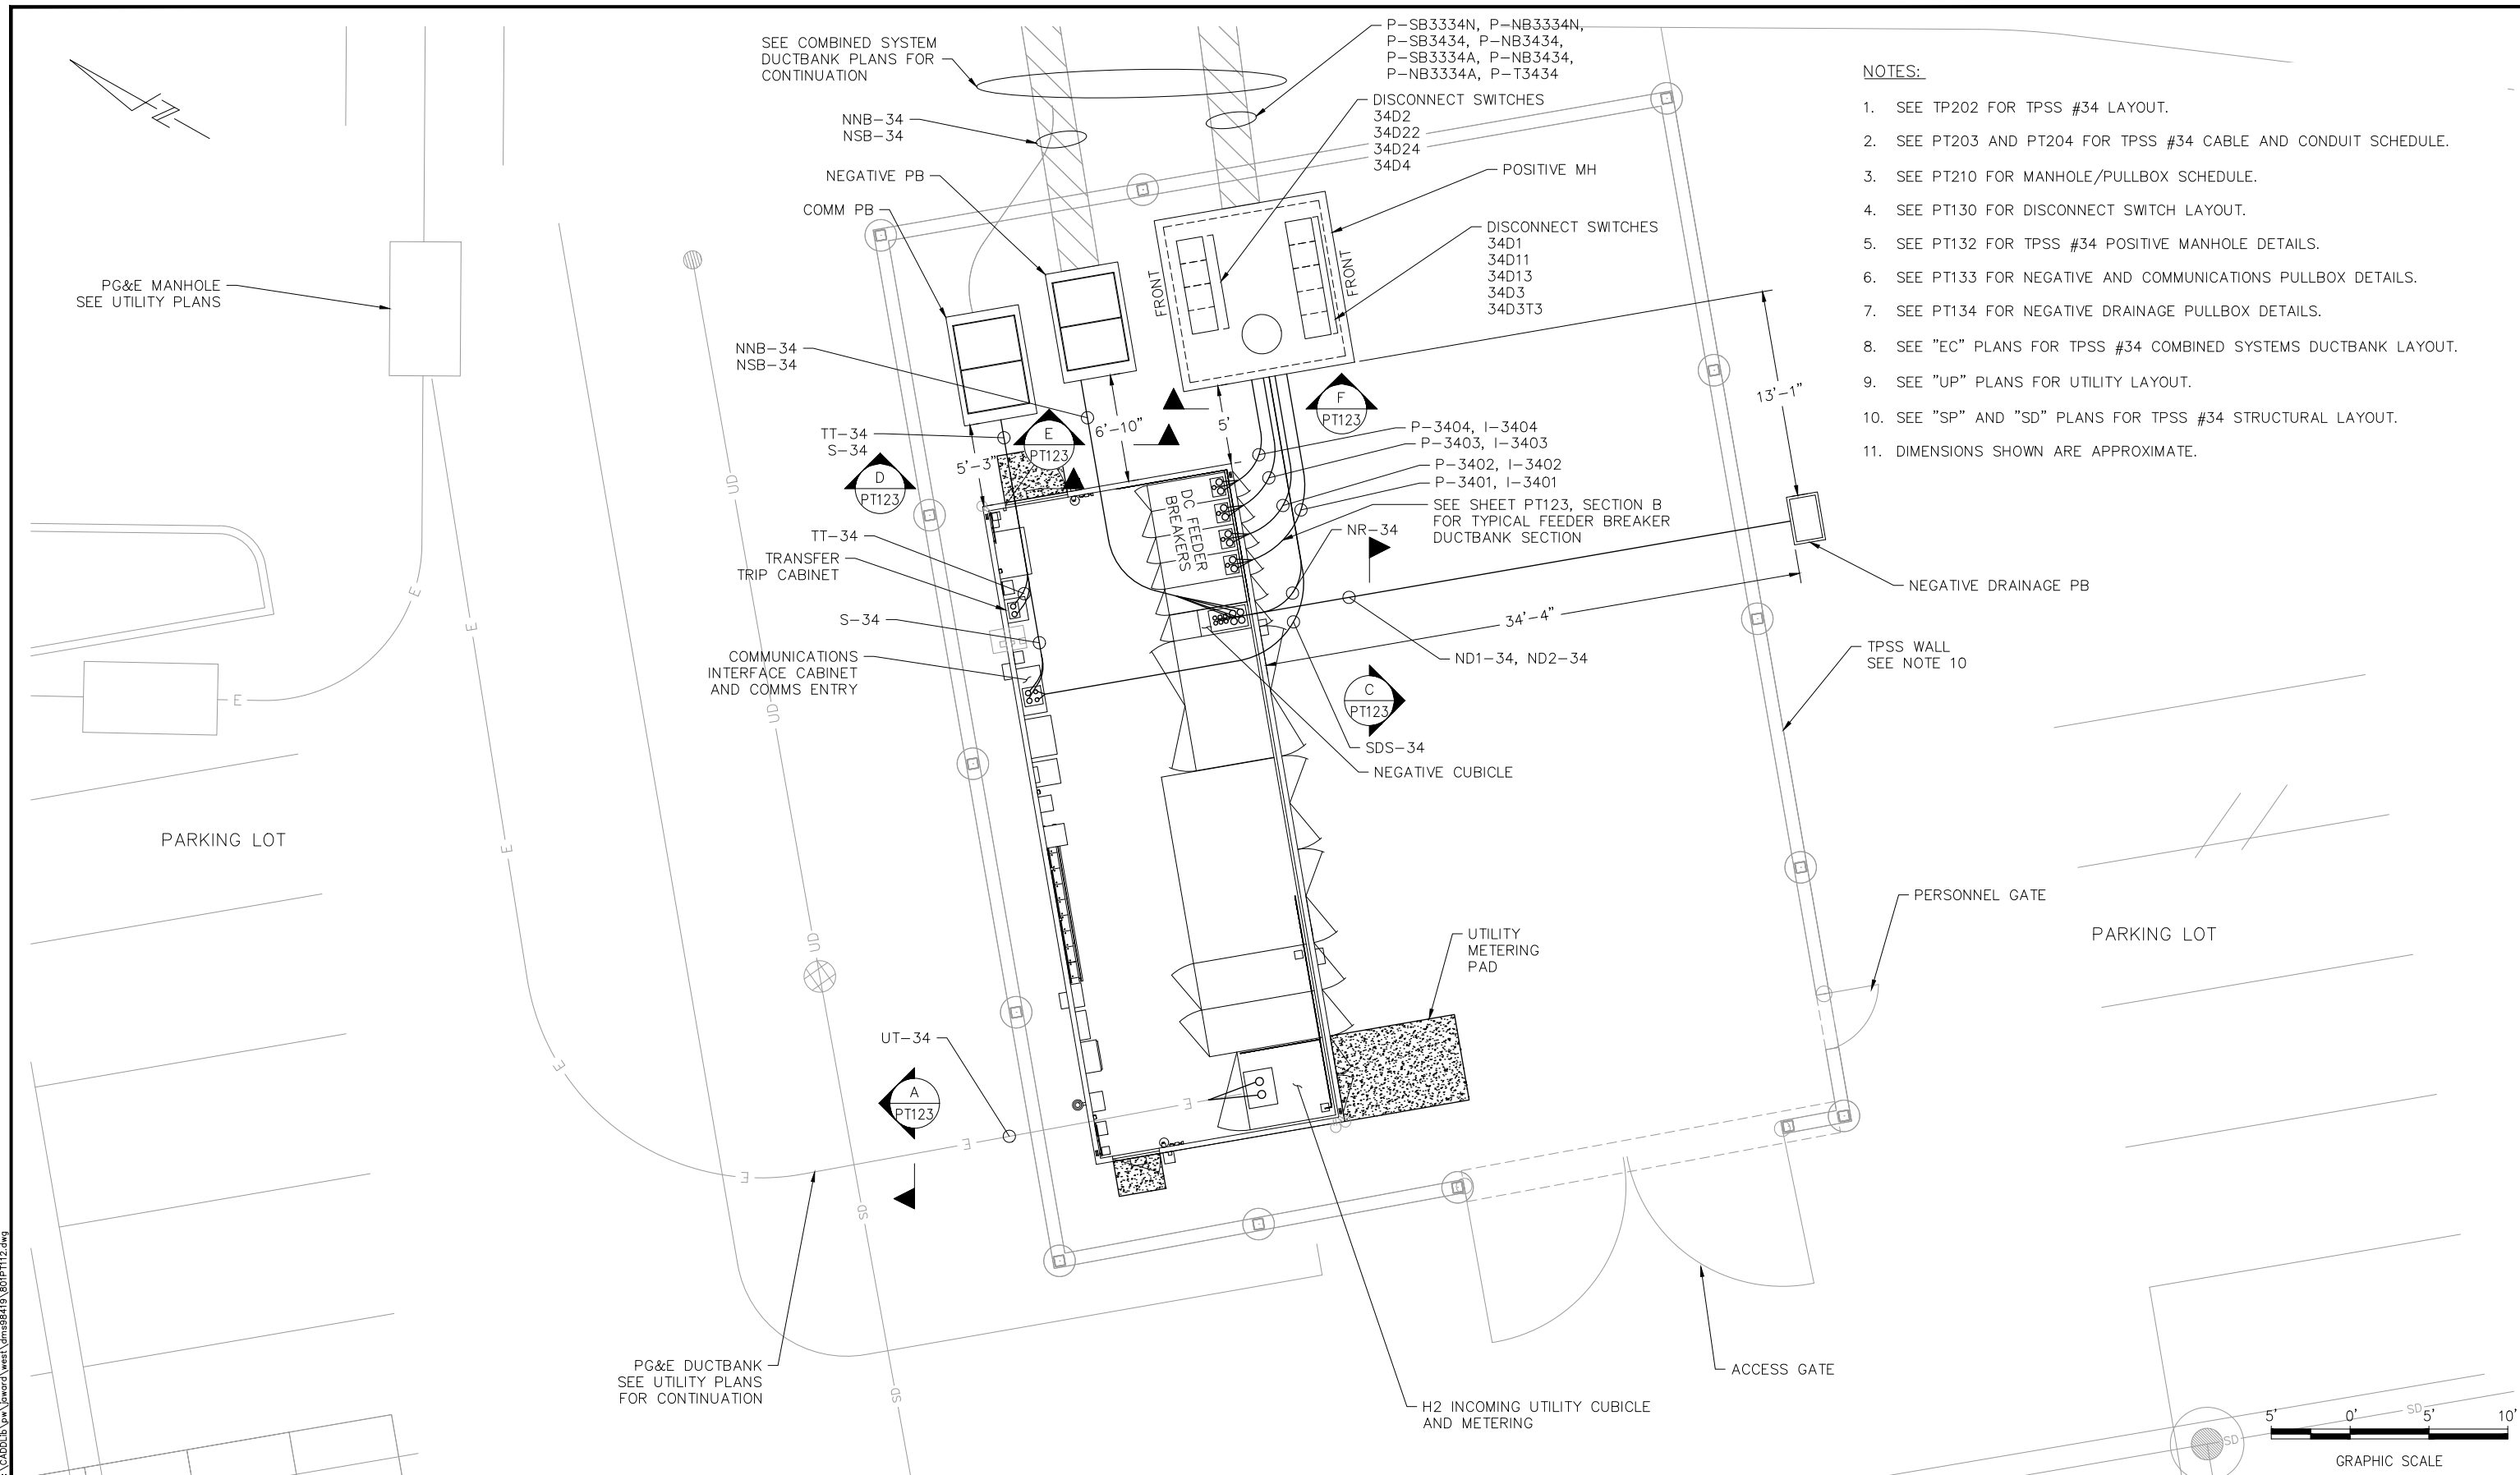 SEE COMBINED SYSTEM
DUCTBANK PLANS FOR
CONTINUATION
P-SB3334N, P-NB3334N,
P-SB3434, P-NB3434,
P-SB3334A, P-NB3434,
P-NB3334A, P-T3434
DISCONNECT SWITCHES
34D2
34D22
34D24
34D4
NNB-34
NSB-34
NEGATIVE PB
COMM PB
POSITIVE MH
DISCONNECT SWITCHES
34D1
34D11
34D13
34D3
34D3T3
FRONT
FRONT
PG&E MANHOLE
SEE UTILITY PLANS
NNB-34
NSB-34
TT-34
S-34
5'-3"
6'-10"
5'
13'-1"
E
PT123
D
PT123
F
PT123
P-3404, I-3404
P-3403, I-3403
P-3402, I-3402
P-3401, I-3401
SEE SHEET PT123, SECTION B
FOR TYPICAL FEEDER BREAKER
DUCTBANK SECTION
DC FEEDER
BREAKERS
NR-34
TT-34
TRANSFER
TRIP CABINET
S-34
COMMUNICATIONS
INTERFACE CABINET
AND COMMS ENTRY
NEGATIVE DRAINAGE PB
34'-4"
ND1-34, ND2-34
TPSS WALL
SEE NOTE 10
C
PT123
SDS-34
NEGATIVE CUBICLE
PARKING LOT
PERSONNEL GATE
PARKING LOT
UTILITY
METERING
PAD
UT-34
A
PT123
PG&E DUCTBANK
SEE UTILITY PLANS
FOR CONTINUATION
ACCESS GATE
H2 INCOMING UTILITY CUBICLE
AND METERING
UD
UD
UD
SD
SD
SD
SD
E
E
E
E
E
E
E
E
NOTES:
1. SEE TP202 FOR TPSS #34 LAYOUT.
2. SEE PT203 AND PT204 FOR TPSS #34 CABLE AND CONDUIT SCHEDULE.
3. SEE PT210 FOR MANHOLE/PULLBOX SCHEDULE.
4. SEE PT130 FOR DISCONNECT SWITCH LAYOUT.
5. SEE PT132 FOR TPSS #34 POSITIVE MANHOLE DETAILS.
6. SEE PT133 FOR NEGATIVE AND COMMUNICATIONS PULLBOX DETAILS.
7. SEE PT134 FOR NEGATIVE DRAINAGE PULLBOX DETAILS.
8. SEE "EC" PLANS FOR TPSS #34 COMBINED SYSTEMS DUCTBANK LAYOUT.
9. SEE "UP" PLANS FOR UTILITY LAYOUT.
10. SEE "SP" AND "SD" PLANS FOR TPSS #34 STRUCTURAL LAYOUT.
11. DIMENSIONS SHOWN ARE APPROXIMATE.
5' 0' 5' 10'
GRAPHIC SCALE